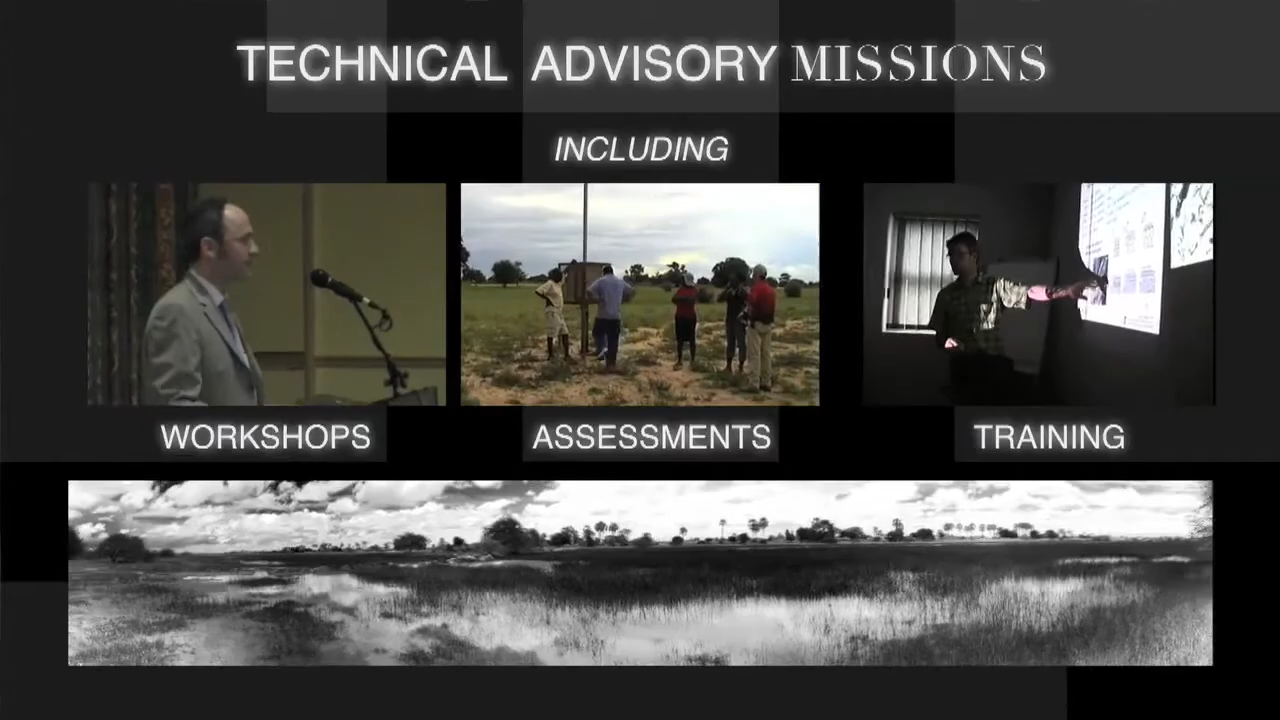 TECHNICAL ADVISORY MISSIONS
INCLUDING
WORKSHOPS ASSESSMENTS TRAINING